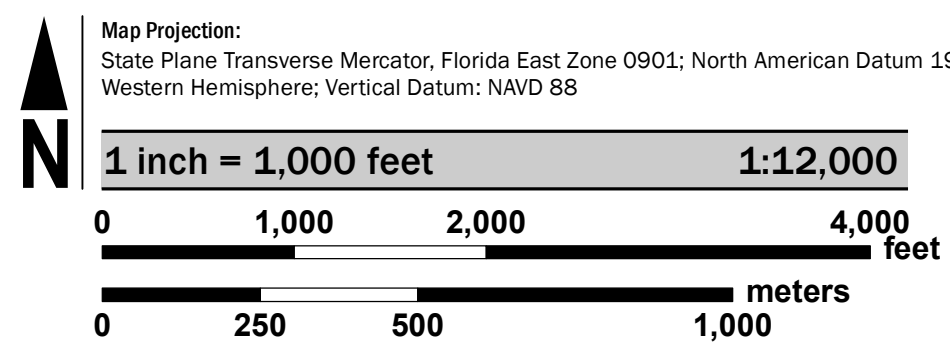 Map Projection:
State Plane Transverse Mercator, Florida East Zone 0901; North American Datum 19
Western Hemisphere; Vertical Datum: NAVD 88
N
1 inch = 1,000 feet 1:12,000
0 1,000 2,000 4,000
feet
meters
0 250 500 1,000